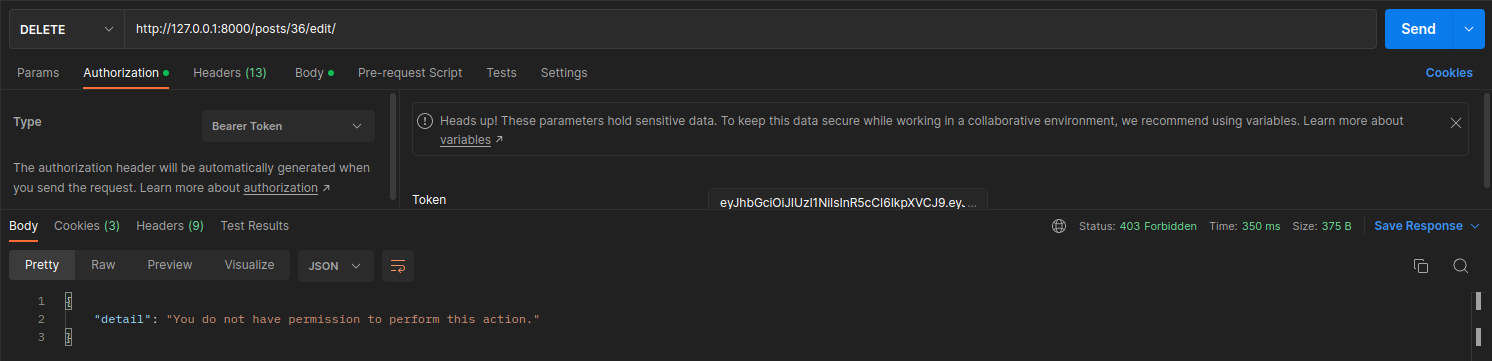 DELETE http://127.0.0.1:8000/posts/36/edit/ Send
Params Authorization Headers (13) Body Pre-request Script Tests Settings Cookies
Type Bearer Token
The authorization header will be automatically generated when
you send the request. Learn more about authorization ↗
Heads up! These parameters hold sensitive data. To keep this data secure while working in a collaborative environment, we recommend using variables. Learn more about
variables ↗
Token eyJhbGciOiJIUzI1NiIsInR5cCI6IkpXVCJ9.eyJ...
Body Cookies (3) Headers (9) Test Results Status: 403 Forbidden Time: 350 ms Size: 375 B Save Response
Pretty Raw Preview Visualize JSON
1 {
2 "detail": "You do not have permission to perform this action."
3 }